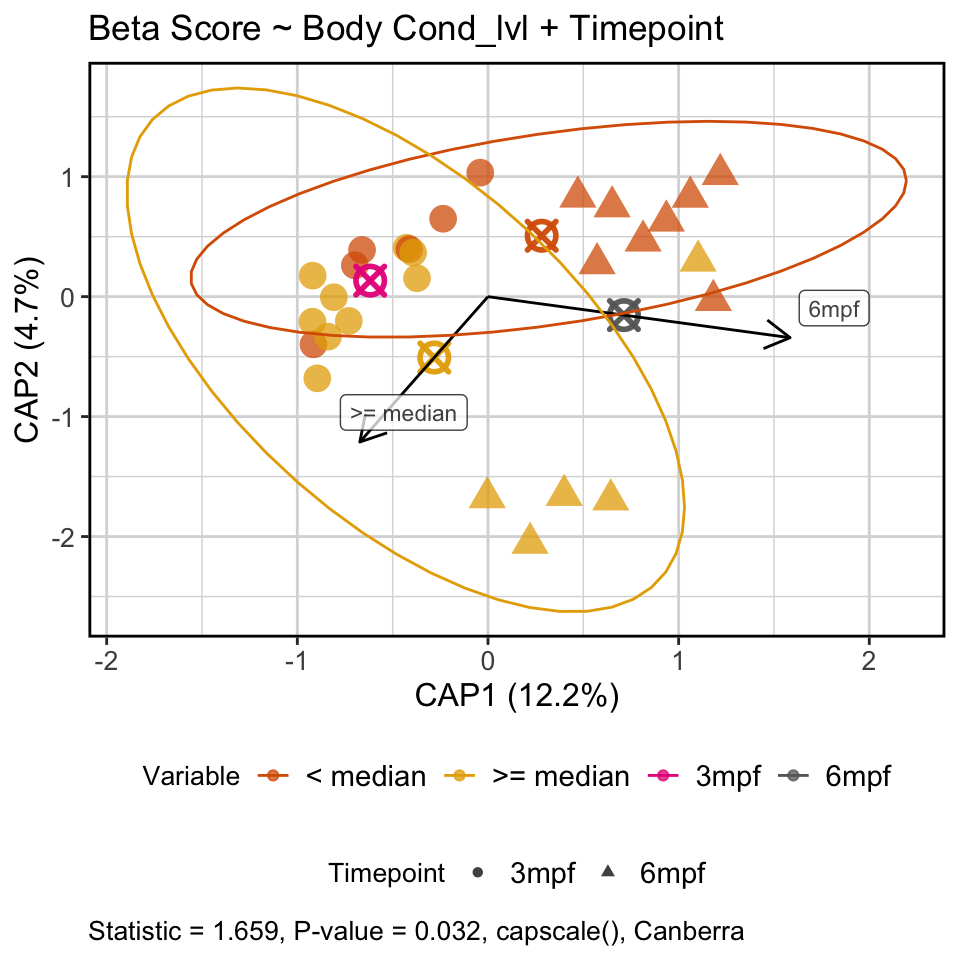 Beta Score ~ Body Cond_lvl + Timepoint
CAP2 (4.7%)
1
0
-1
-2
6mpf
>= median
-2 -1 0 1 2
CAP1 (12.2%)
Variable < median >= median 3mpf 6mpf
Timepoint 3mpf 6mpf
Statistic = 1.659, P-value = 0.032, capscale(), Canberra